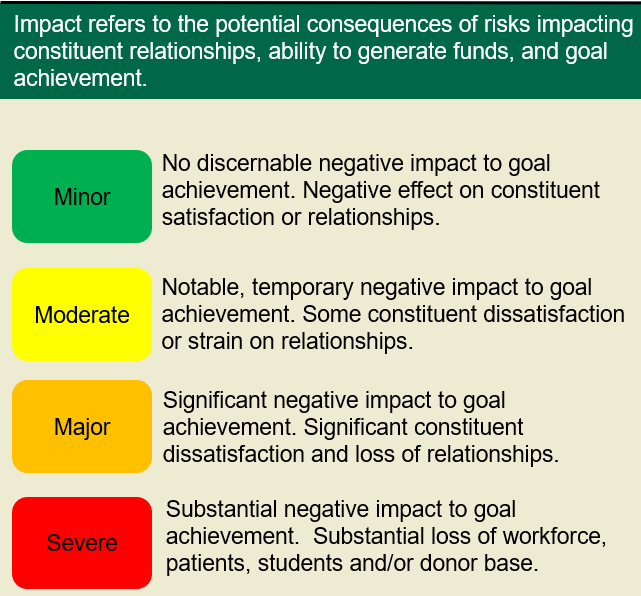 Impact refers to the potential consequences of risks impacting
constituent relationships, ability to generate funds, and goal
achievement.
Minor
No discernable negative impact to goal
achievement. Negative effect on constituent
satisfaction or relationships.
Moderate
Notable, temporary negative impact to goal
achievement. Some constituent dissatisfaction
or strain on relationships.
Major
Significant negative impact to goal
achievement. Significant constituent
dissatisfaction and loss of relationships.
Severe
Substantial negative impact to goal
achievement.  Substantial loss of workforce,
patients, students and/or donor base.